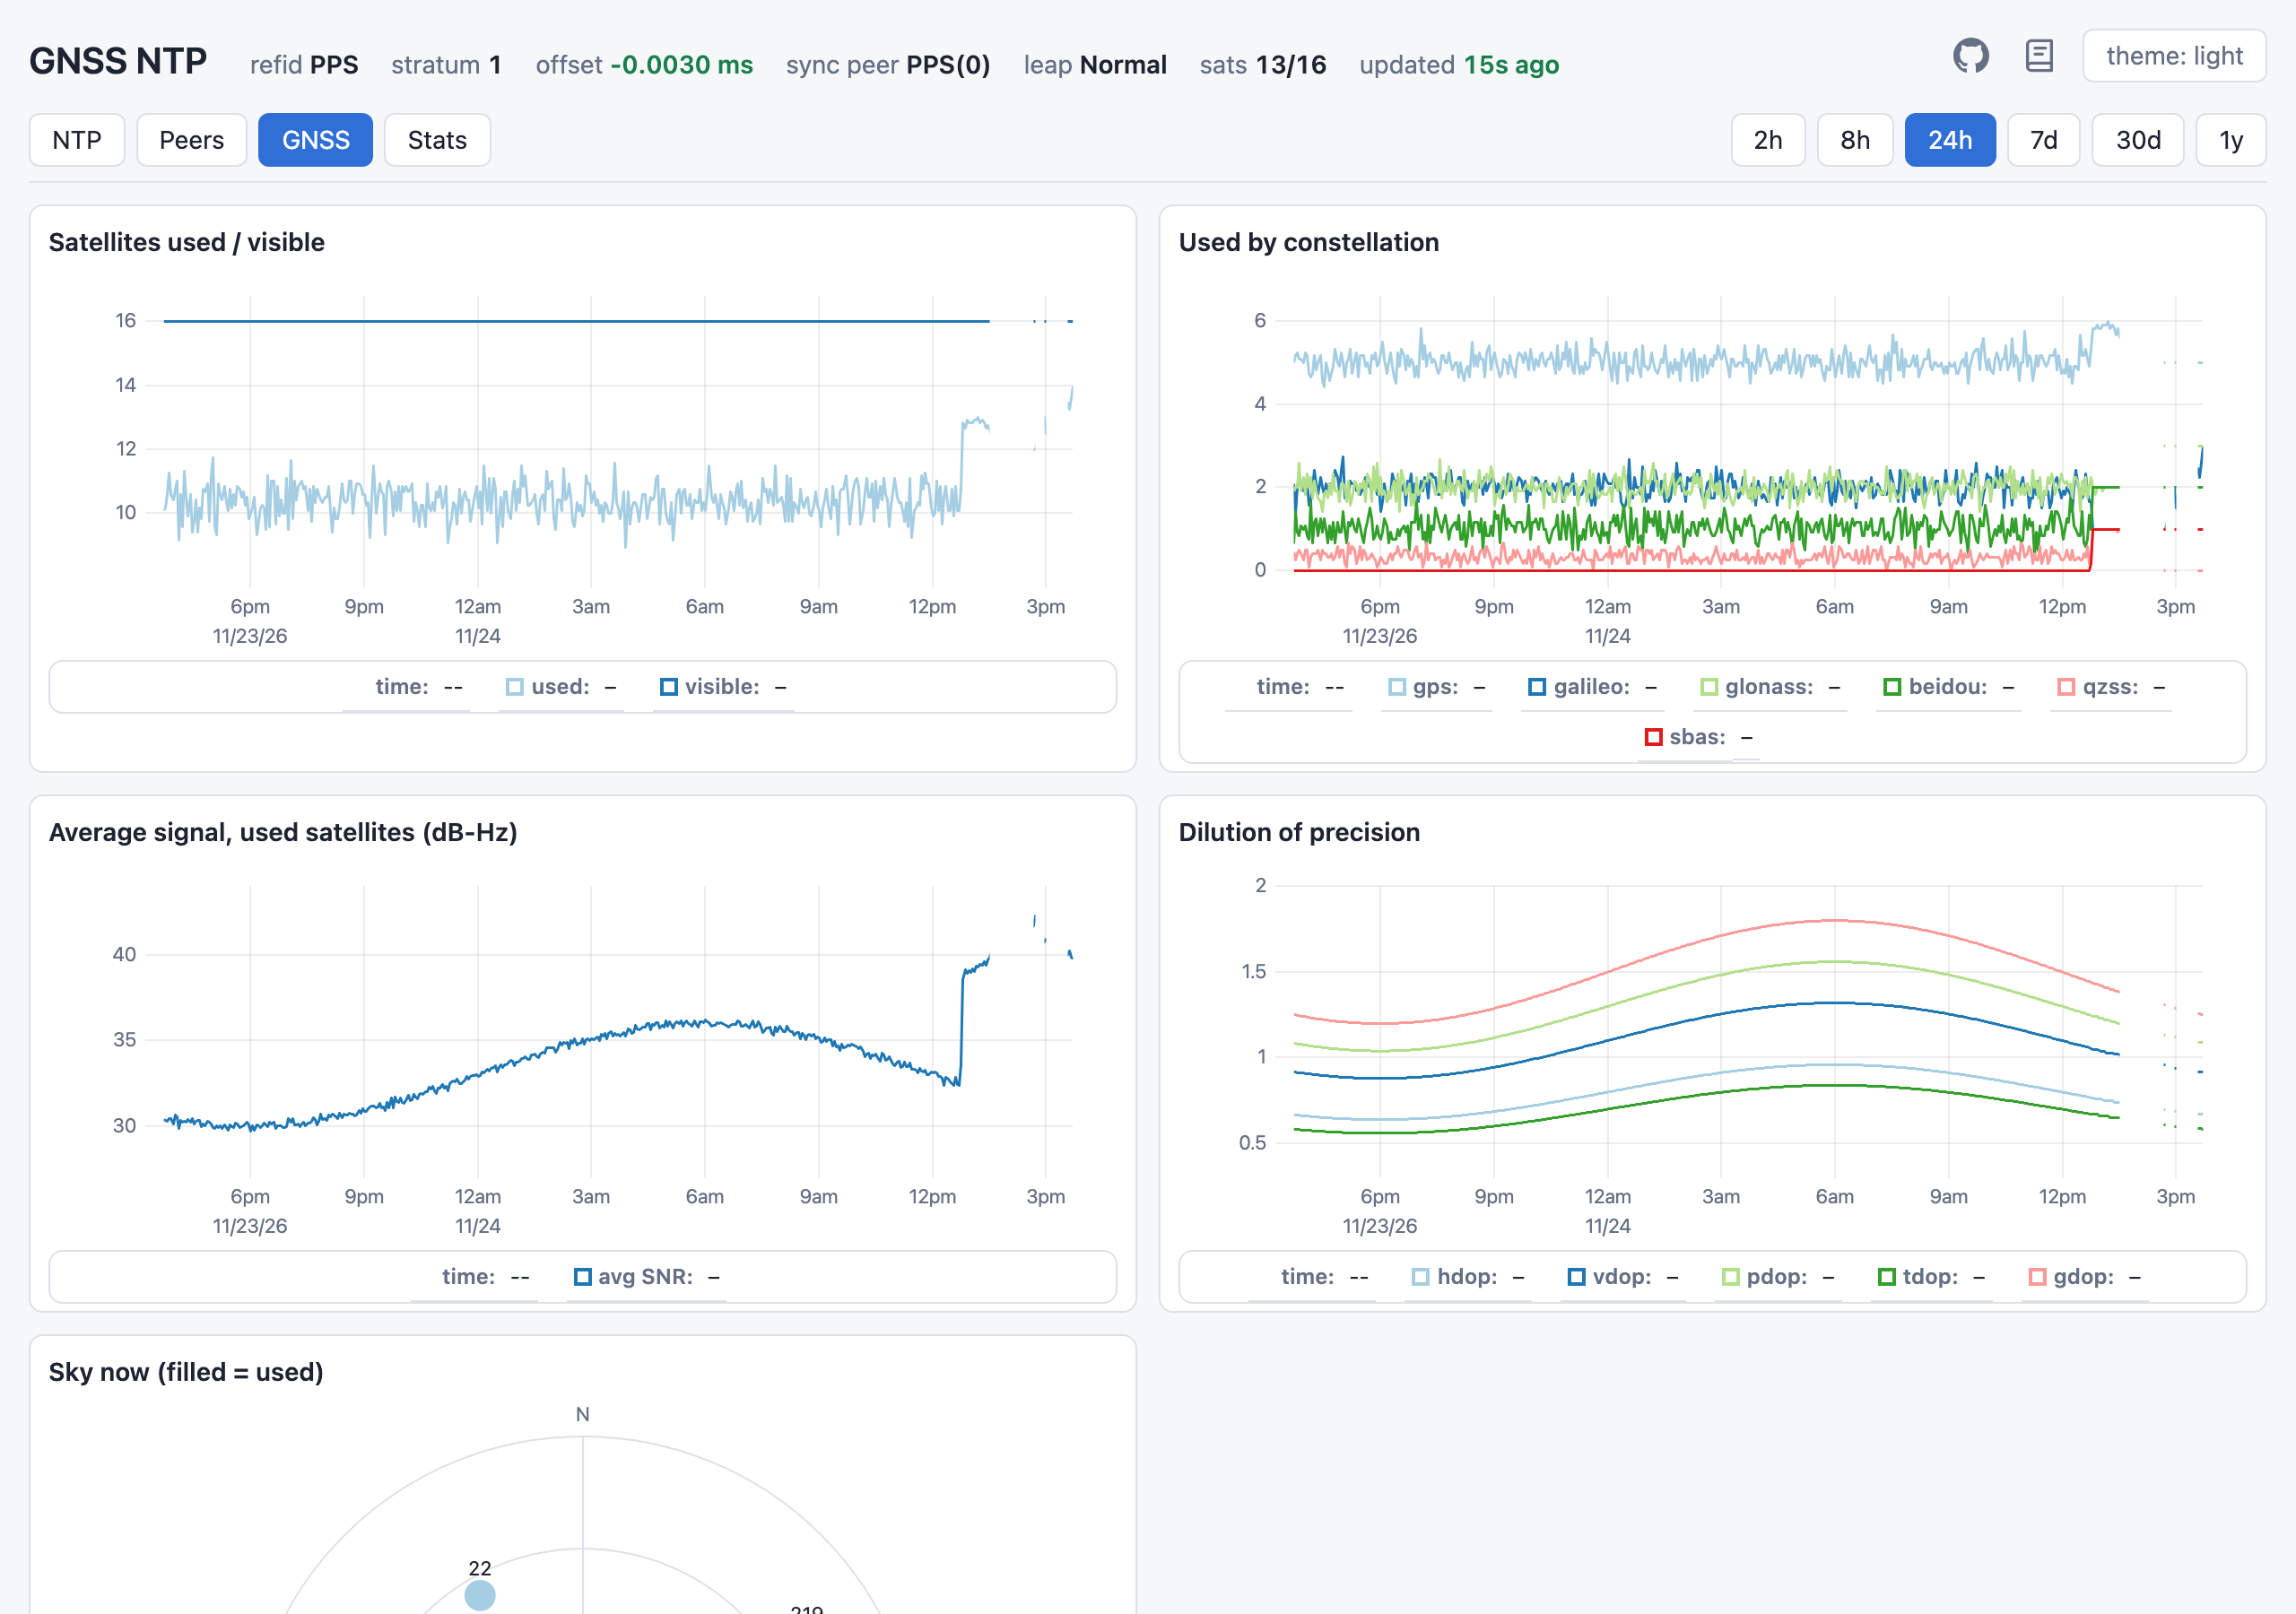 GNSS NTP refid PPS stratum 1 offset -0.0030 ms sync peer PPS(0) leap Normal sats 13/16 updated 15s ago theme: light
NTP Peers GNSS Stats 2h 8h 24h 7d 30d 1y
Satellites used / visible
16
14
12
10
6pm 9pm 12am 3am 6am 9am 12pm 3pm
11/23/26 11/24
time: -- used: – visible: –
Used by constellation
6
4
2
0
6pm 9pm 12am 3am 6am 9am 12pm 3pm
11/23/26 11/24
time: -- gps: – galileo: – glonass: – beidou: – qzss: –
sbas: –
Average signal, used satellites (dB-Hz)
40
35
30
6pm 9pm 12am 3am 6am 9am 12pm 3pm
11/23/26 11/24
time: -- avg SNR: –
Dilution of precision
2
1.5
1
0.5
6pm 9pm 12am 3am 6am 9am 12pm 3pm
11/23/26 11/24
time: -- hdop: – vdop: – pdop: – tdop: – gdop: –
Sky now (filled = used)
N
22
219